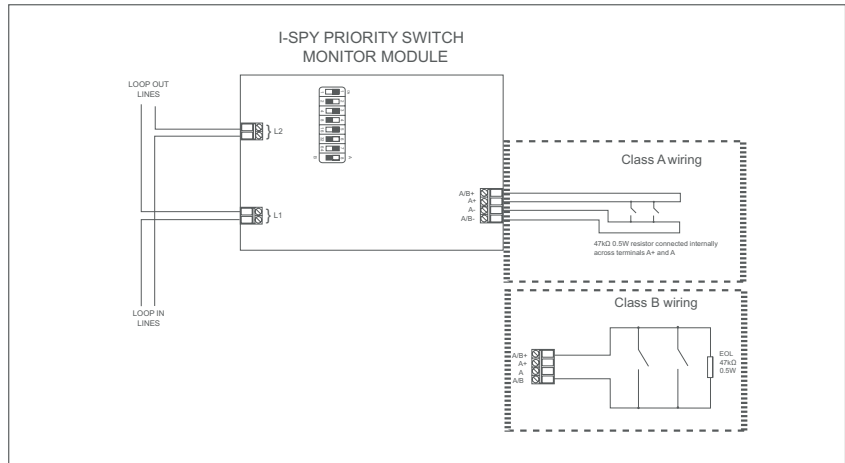 I-SPY PRIORITY SWITCH
MONITOR MODULE
LOOP OUT
LINES
L2
L1
LOOP IN
LINES
A/B+
A+
A-
A/B-
Class A wiring
47kΩ 0.5W resistor connected internally
across terminals A+ and A
Class B wiring
A/B+
A+
A
A/B
EOL
47kΩ
0.5W